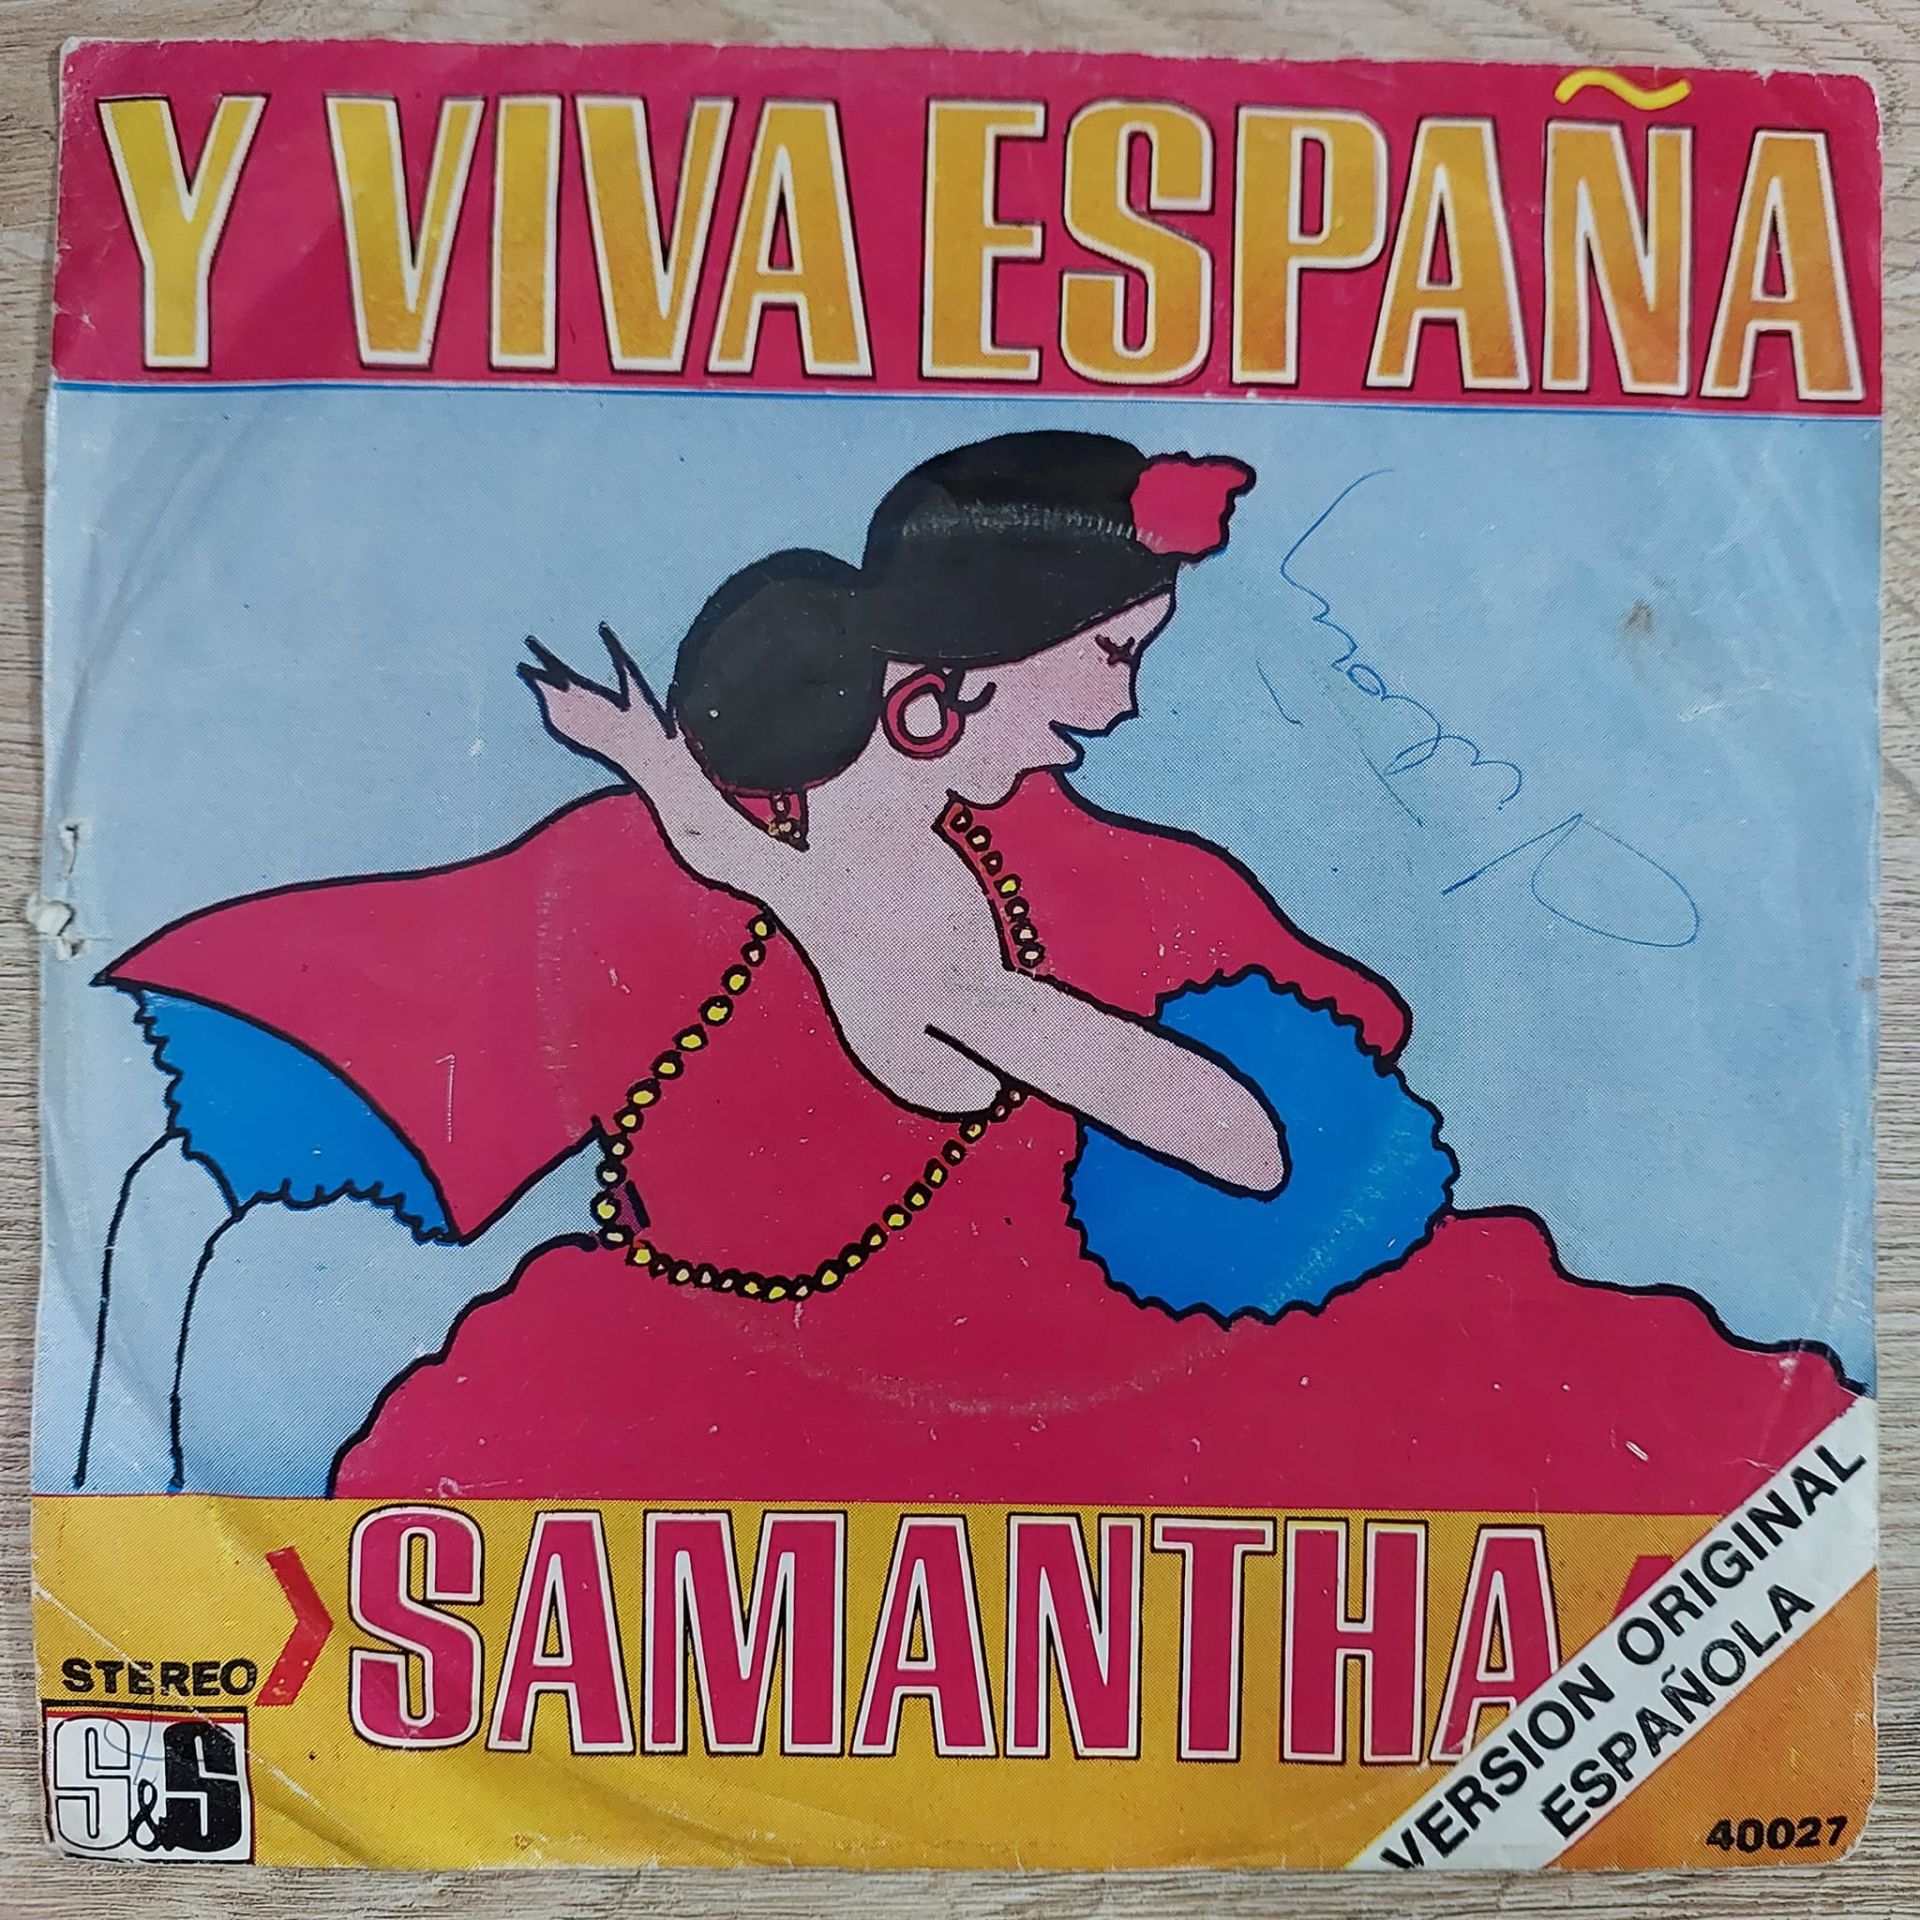 Y VIVA ESPAÑA
SAMANTHA
STEREO
S&S
VERSION ORIGINAL
ESPAÑOLA
40027